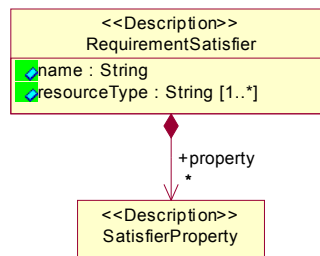 <<Description>>
RequirementSatisfier
name : String
resourceType : String [1..*]
+property
*
<<Description>>
SatisfierProperty